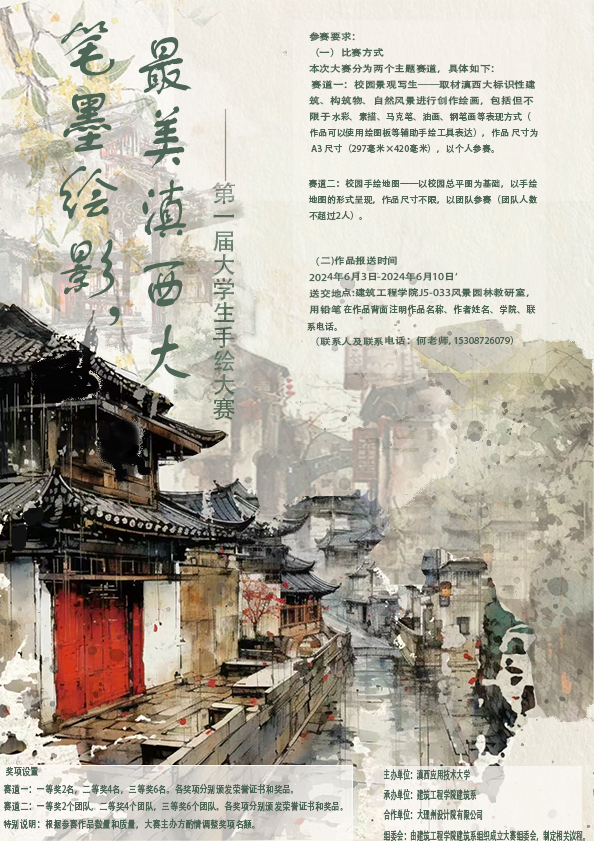 笔墨绘影，
最美滇西大
——第一届大学生手绘大赛
参赛要求：
（一）比赛方式
本次大赛分为两个主题赛道，具体如下：
赛道一：校园景观写生——取材滇西大标识性建
筑、构筑物、自然风景进行创作绘画，包括但不
限于水彩、素描、马克笔、油画、钢笔画等表现方式（
作品可以使用绘图板等辅助手绘工具表达），作品尺寸为
A3尺寸（297毫米×420毫米），以个人参赛。
赛道二：校园手绘地图——以校园总平图为基础，以手绘
地图的形式呈现，作品尺寸不限，以团队参赛（团队人数
不超过2人）。
（二）作品报送时间
2024年6月3日-2024年6月10日'
送交地点:建筑工程学院J5-033风景园林教研室，
用铅笔在作品背面注明作品名称、作者姓名、学院、联
系电话。
（联系人及联系电话：何老师, 15308726079）
奖项设置
赛道一：一等奖2名，二等奖4名，三等奖6名。各奖项分别颁发荣誉证书和奖品。
赛道二：一等奖2个团队，二等奖4个团队，三等奖6个团队。各奖项分别颁发荣誉证书和奖品。
特别说明：根据参赛作品数量和质量，大赛主办方酌情调整奖项名额。
主办单位：滇西应用技术大学
承办单位：建筑工程学院建筑系
合作单位：大理州设计院有限公司
组委会：由建筑工程学院建筑系组织成立大赛组委会，制定相关议程。